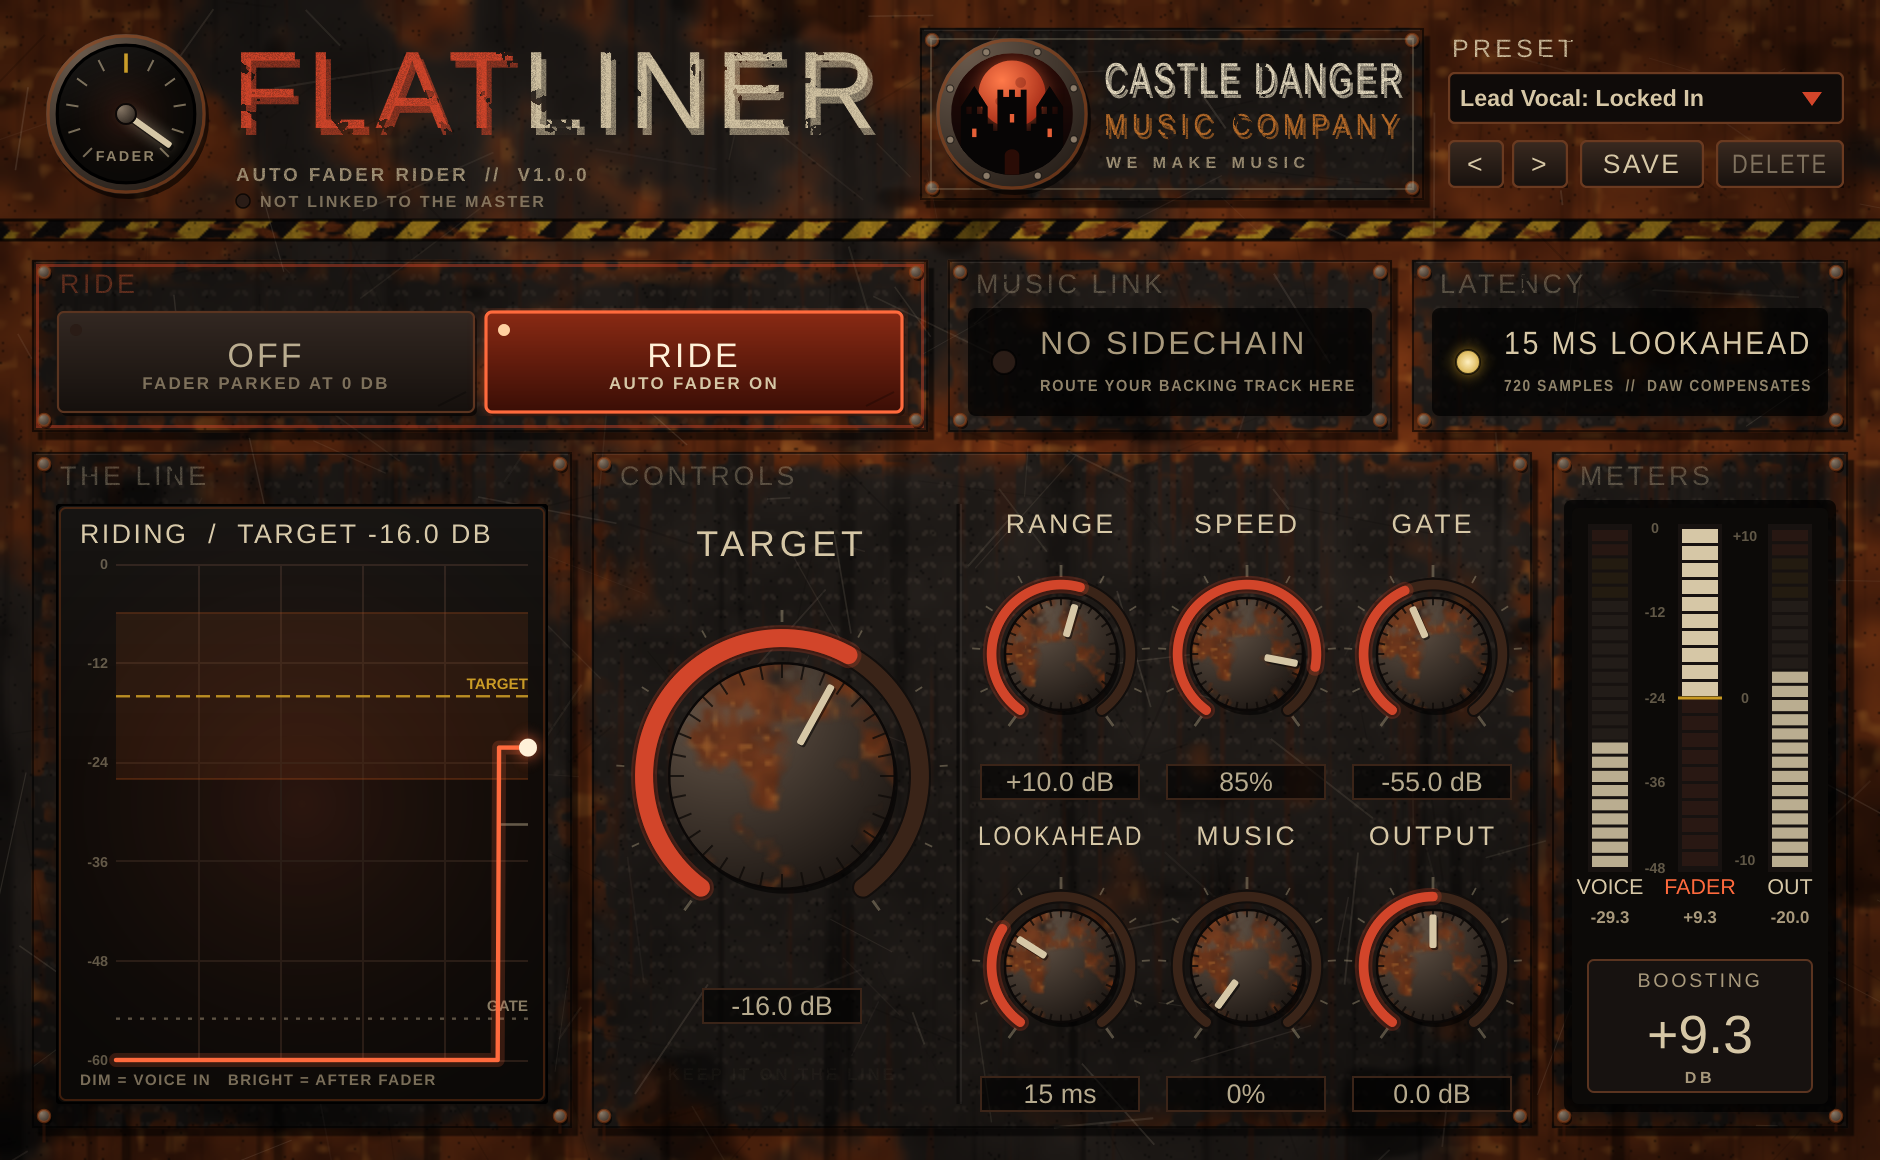 FADER
FLATLINER
AUTO FADER RIDER // V1.0.0
NOT LINKED TO THE MASTER
CASTLE DANGER
MUSIC COMPANY
WE MAKE MUSIC
PRESET
Lead Vocal: Locked In
< > SAVE DELETE
RIDE
OFF
FADER PARKED AT 0 DB
RIDE
AUTO FADER ON
MUSIC LINK
NO SIDECHAIN
ROUTE YOUR BACKING TRACK HERE
LATENCY
15 MS LOOKAHEAD
720 SAMPLES // DAW COMPENSATES
THE LINE
RIDING / TARGET -16.0 DB
0
-12
TARGET
-24
-36
-48
GATE
-60
DIM = VOICE IN BRIGHT = AFTER FADER
CONTROLS
TARGET
-16.0 dB
KEEP IT ON THE LINE
RANGE SPEED GATE
+10.0 dB 85% -55.0 dB
LOOKAHEAD MUSIC OUTPUT
15 ms 0% 0.0 dB
METERS
0 +10
-12
-24 0
-36
-48 -10
VOICE FADER OUT
-29.3 +9.3 -20.0
BOOSTING
+9.3
DB